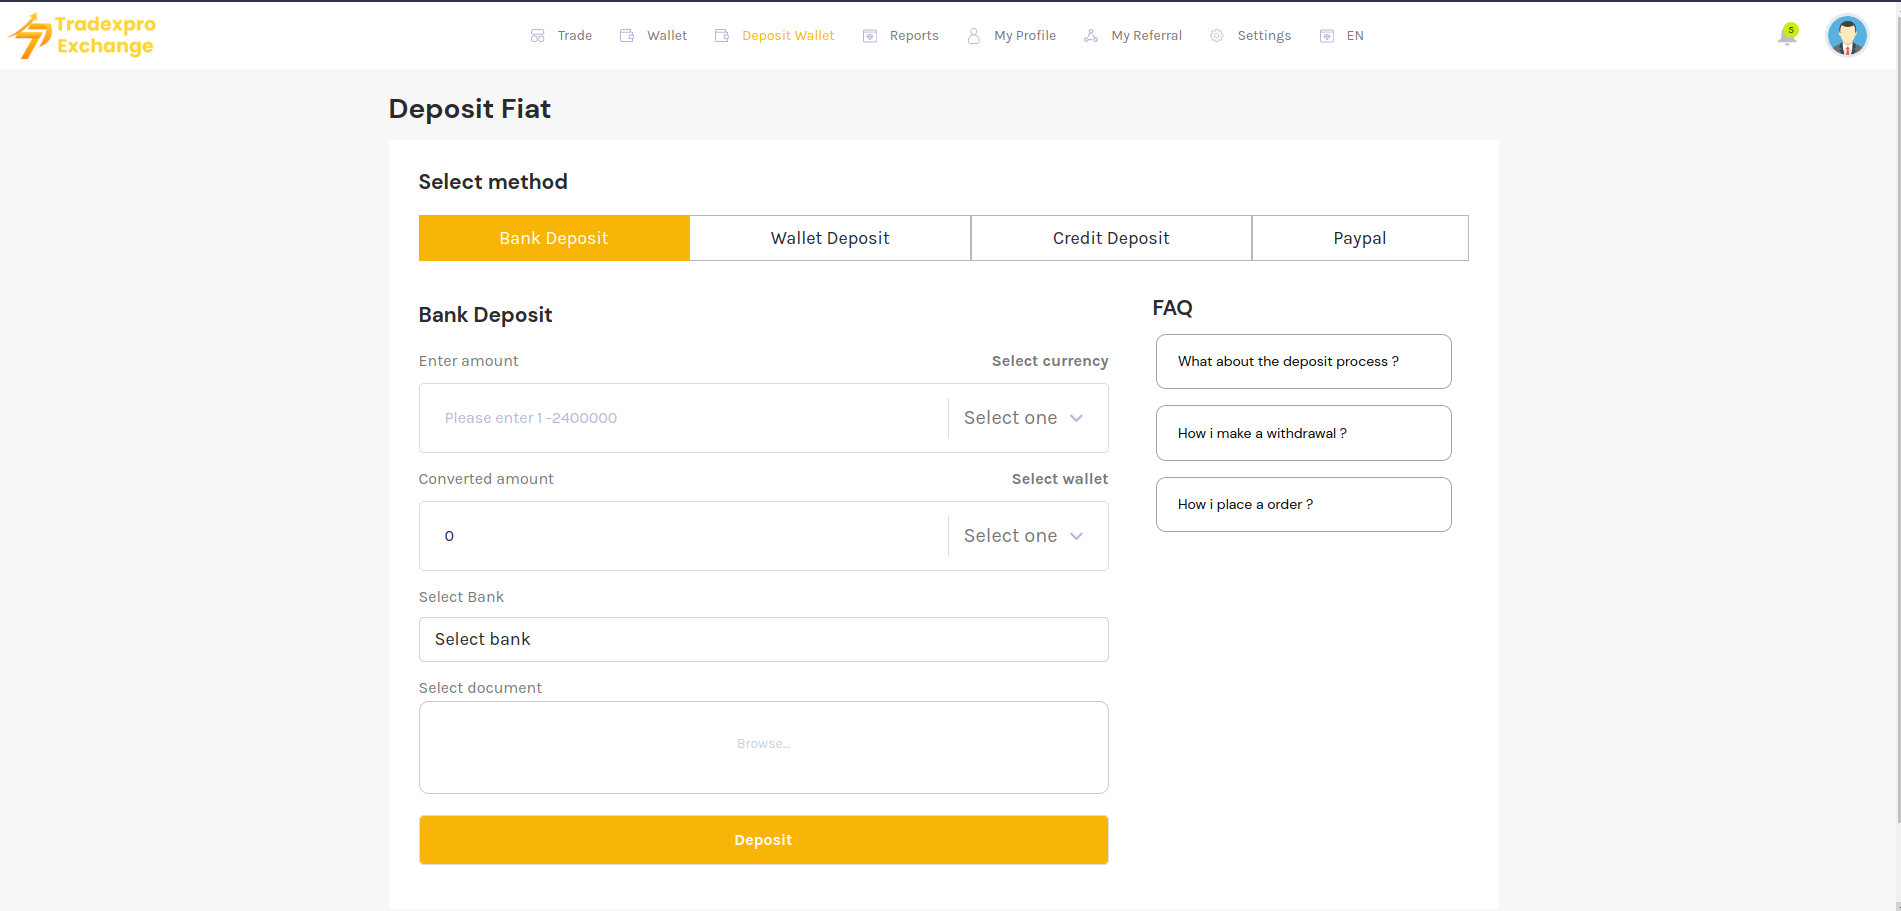 Tradexpro
Exchange
Trade
Wallet
Deposit Wallet
Reports
My Profile
My Referral
Settings
EN
5
Deposit Fiat
Select method
Bank Deposit
Wallet Deposit
Credit Deposit
Paypal
Bank Deposit
Enter amount
Select currency
Please enter 1 -2400000
Select one
Converted amount
Select wallet
0
Select one
Select Bank
Select bank
Select document
Browse...
Deposit
FAQ
What about the deposit process ?
How i make a withdrawal ?
How i place a order ?